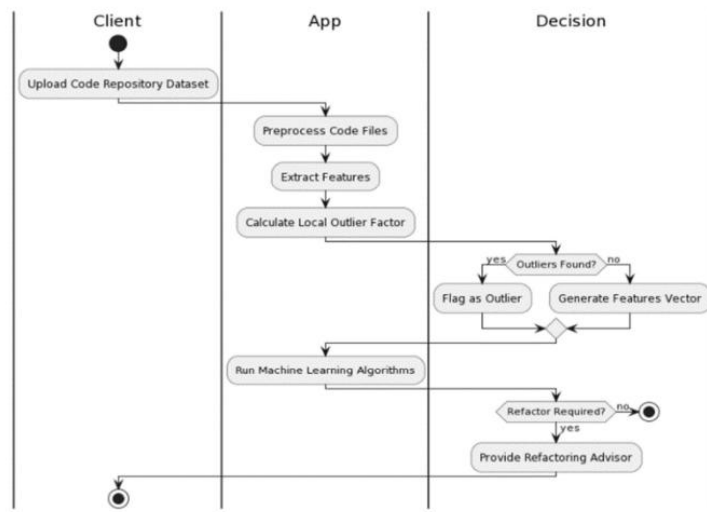 Client
App
Decision
Upload Code Repository Dataset
Preprocess Code Files
Extract Features
Calculate Local Outlier Factor
yes
Outliers Found?
no
Flag as Outlier
Generate Features Vector
Run Machine Learning Algorithms
Refactor Required?
no
yes
Provide Refactoring Advisor